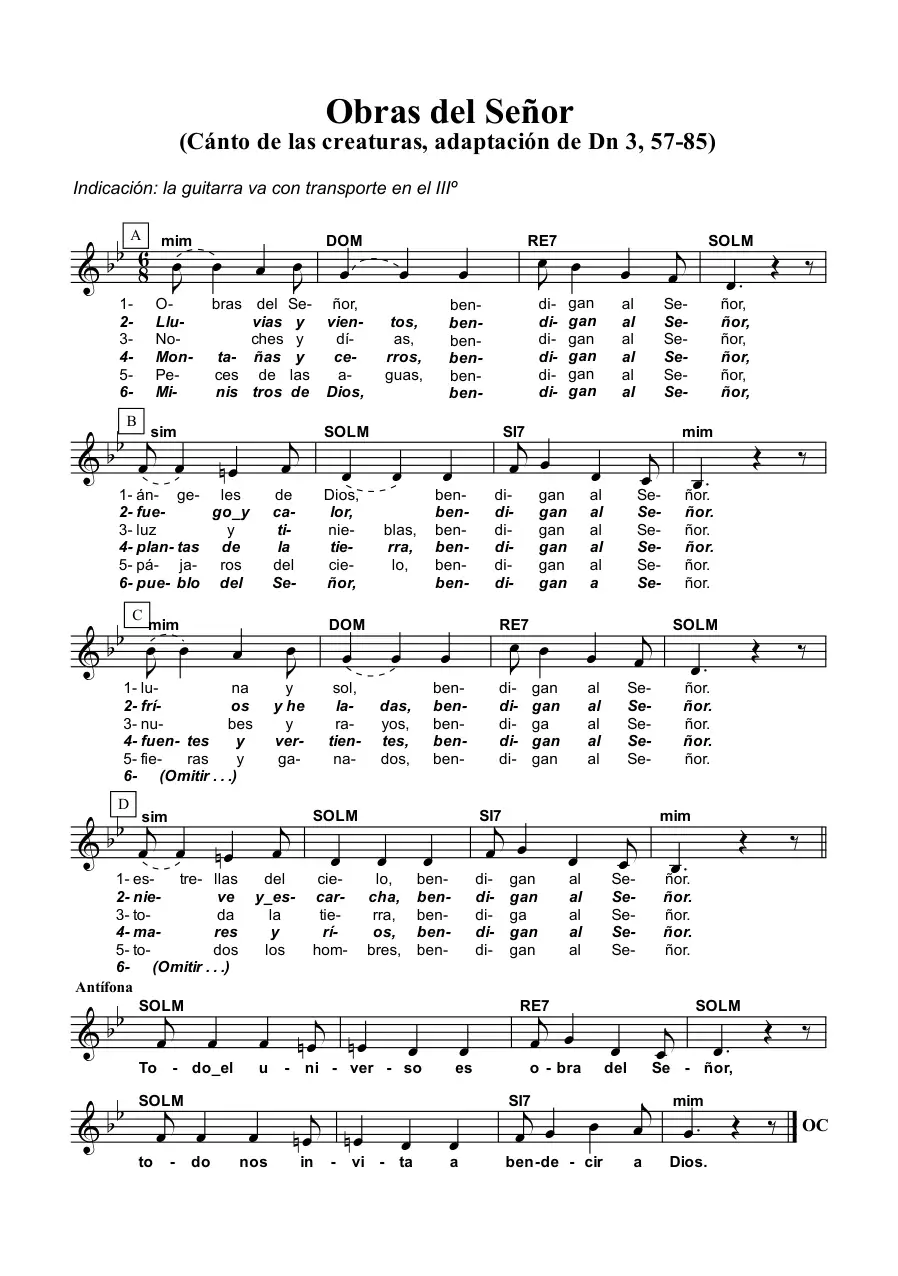 Obras del Señor
(Cánto de las creaturas, adaptación de Dn 3, 57-85)
Indicación: la guitarra va con transporte en el IIIº
A
mim DOM RE7 SOLM
6
8
1- O- bras del Se- ñor, ben- di- gan al Se- ñor,
2- Llu- vias y vien- tos, ben- di- gan al Se- ñor,
3- No- ches y dí- as, ben- di- gan al Se- ñor,
4- Mon- ta- ñas y ce- rros, ben- di- gan al Se- ñor,
5- Pe- ces de las a- guas, ben- di- gan al Se- ñor,
6- Mi- nis tros de Dios, ben- di- gan al Se- ñor,
B
sim SOLM SI7 mim
1- án- ge- les de Dios, ben- di- gan al Se- ñor.
2- fue- go_y ca- lor, ben- di- gan al Se- ñor.
3- luz y ti- nie- blas, ben- di- gan al Se- ñor.
4- plan- tas de la tie- rra, ben- di- gan al Se- ñor.
5- pá- ja- ros del cie- lo, ben- di- gan al Se- ñor.
6- pue- blo del Se- ñor, ben- di- gan a Se- ñor.
C
mim DOM RE7 SOLM
1- lu- na y sol, ben- di- gan al Se- ñor.
2- frí- os y he la- das, ben- di- gan al Se- ñor.
3- nu- bes y ra- yos, ben- di- ga al Se- ñor.
4- fuen- tes y ver- tien- tes, ben- di- gan al Se- ñor.
5- fie- ras y ga- na- dos, ben- di- gan al Se- ñor.
6- (Omitir . . .)
D
sim SOLM SI7 mim
1- es- tre- llas del cie- lo, ben- di- gan al Se- ñor.
2- nie- ve y_es- car- cha, ben- di- gan al Se- ñor.
3- to- da la tie- rra, ben- di- ga al Se- ñor.
4- ma- res y rí- os, ben- di- gan al Se- ñor.
5- to- dos los hom- bres, ben- di- gan al Se- ñor.
6- (Omitir . . .)
Antífona
SOLM RE7 SOLM
To - do_el u - ni - ver - so es o - bra del Se - ñor,
SOLM SI7 mim
OC
to - do nos in - vi - ta a ben-de - cir a Dios.